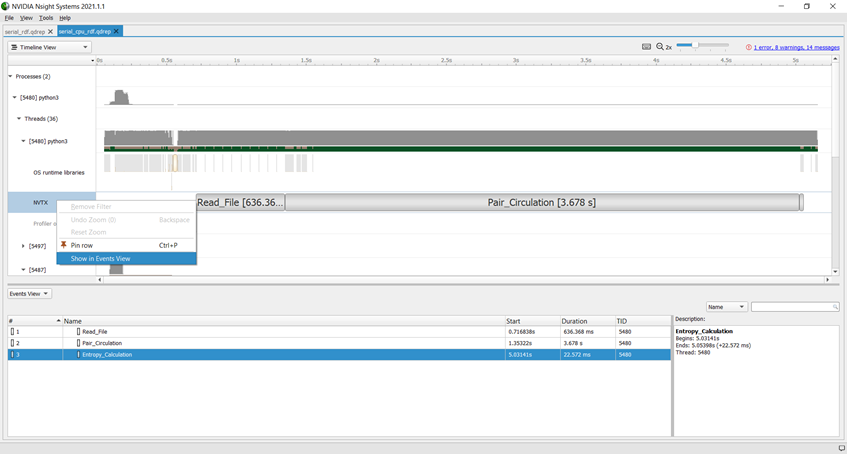 NVIDIA Nsight Systems 2021.1.1
File View Tools Help
serial_rdf.qdrep serial_cpu_rdf.qdrep
Timeline View 2x 1 error, 8 warnings, 14 messages
0s 0.5s 1s 1.5s 2s 2.5s 3s 3.5s 4s 4.5s 5s
Processes (2)
[5480] python3
Threads (36)
[5480] python3
OS runtime libraries
NVTX Read_File [636.36... Pair_Circulation [3.678 s]
Remove Filter
Undo Zoom (0) Backspace
Profiler o
Reset Zoom
[5497] Pin row Ctrl+P
Show in Events View
[5487]
Events View
Name
# Name Start Duration TID Description:
1 Read_File 0.716838s 636.368 ms 5480
2 Pair_Circulation 1.35322s 3.678 s 5480
3 Entropy_Calculation 5.03141s 22.572 ms 5480
Entropy_Calculation
Begins: 5.03141s
Ends: 5.05398s (+22.572 ms)
Thread: 5480